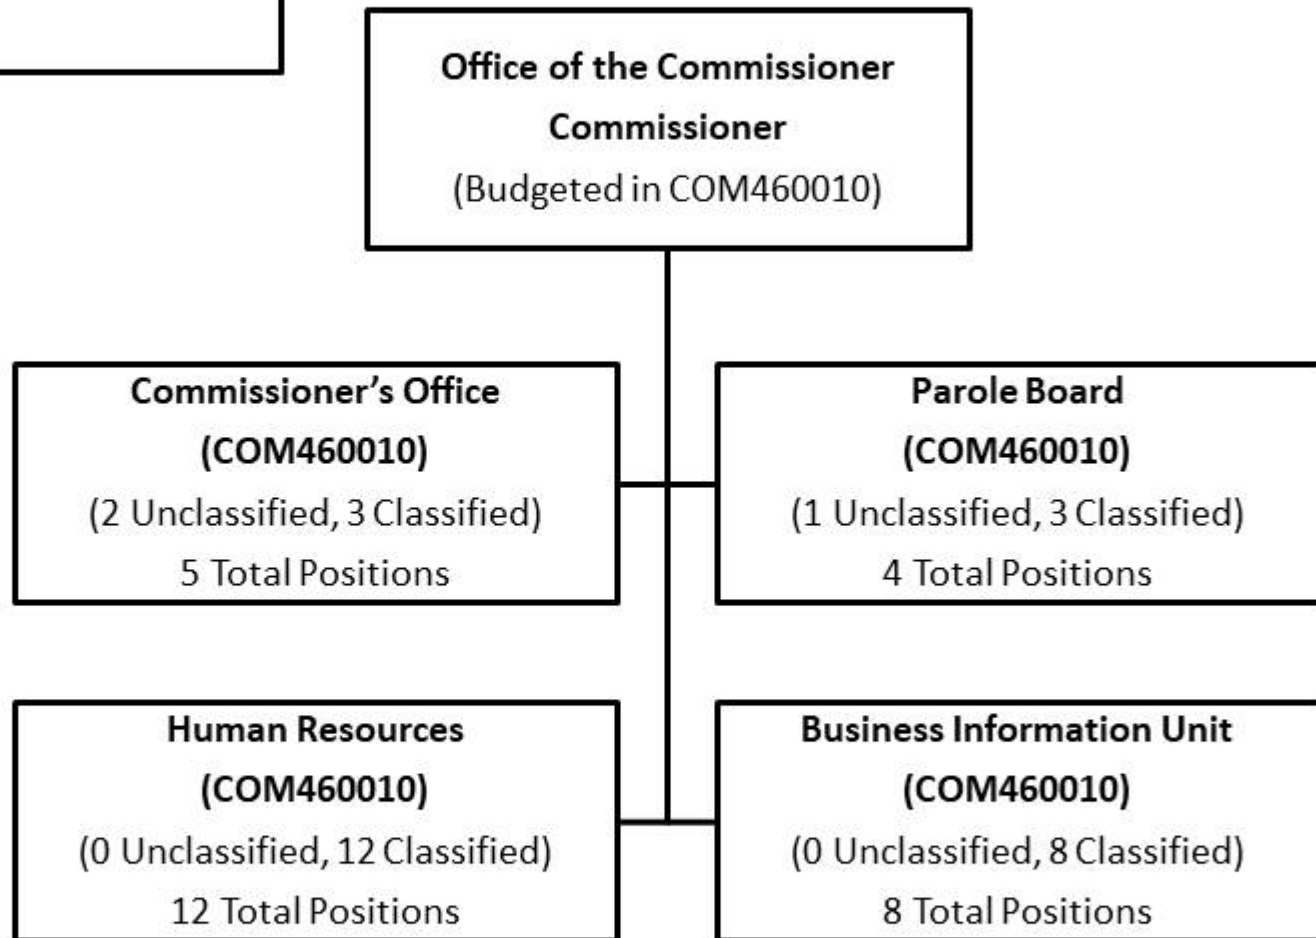 Office of the Commissioner
Commissioner
(Budgeted in COM460010)
Commissioner’s Office
(COM460010)
(2 Unclassified, 3 Classified)
5 Total Positions
Parole Board
(COM460010)
(1 Unclassified, 3 Classified)
4 Total Positions
Human Resources
(COM460010)
(0 Unclassified, 12 Classified)
12 Total Positions
Business Information Unit
(COM460010)
(0 Unclassified, 8 Classified)
8 Total Positions